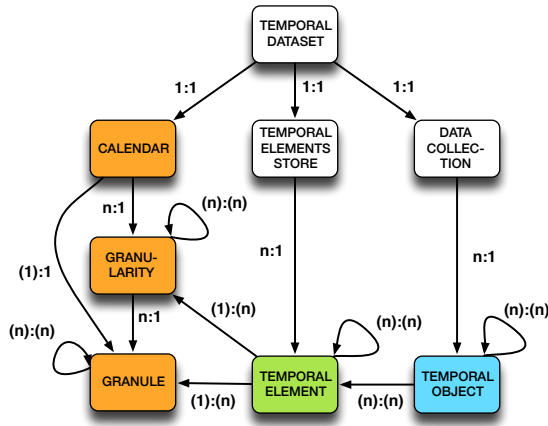 TEMPORAL
DATASET
1:1
1:1
1:1
CALENDAR
TEMPORAL
ELEMENTS
STORE
DATA
COLLEC-
TION
n:1
(n):(n)
(1):1
GRANU-
LARITY
n:1
n:1
n:1
(1):(n)
(n):(n)
(n):(n)
(n):(n)
GRANULE
(1):(n)
TEMPORAL
ELEMENT
(n):(n)
TEMPORAL
OBJECT